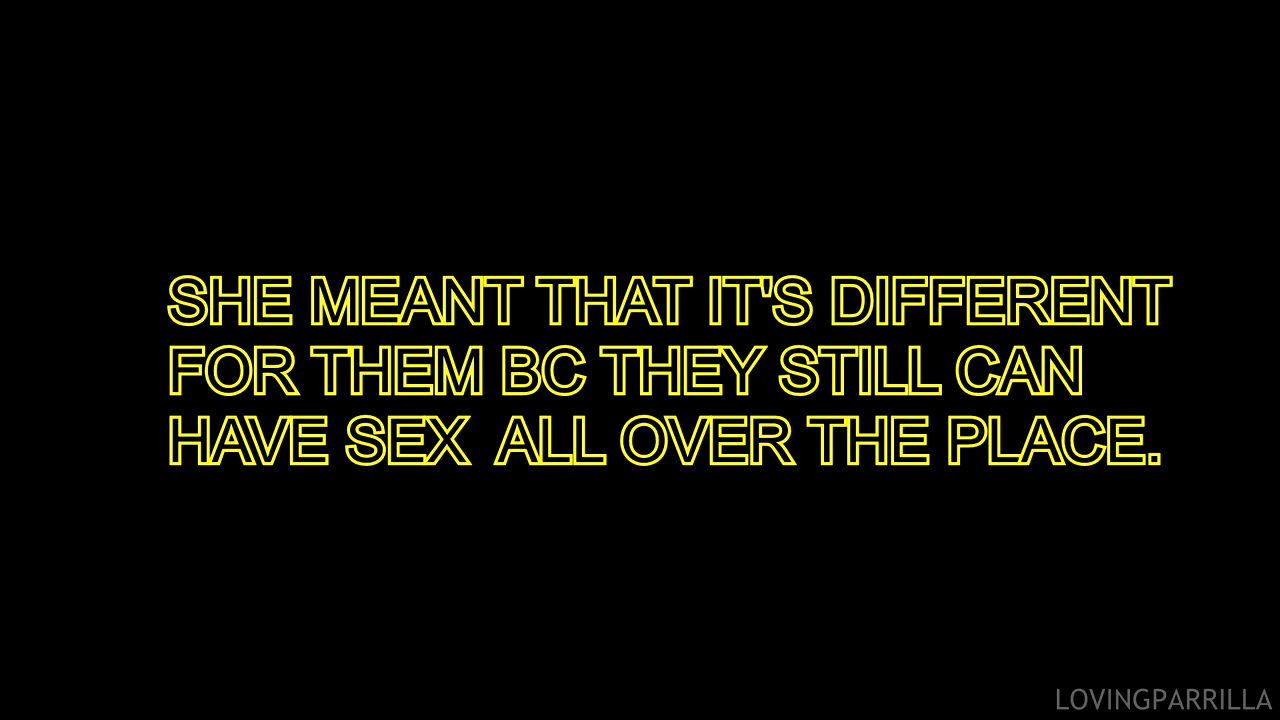 SHE MEANT THAT IT'S DIFFERENT
FOR THEM BC THEY STILL CAN
HAVE SEX  ALL OVER THE PLACE.
LOVINGPARRILLA